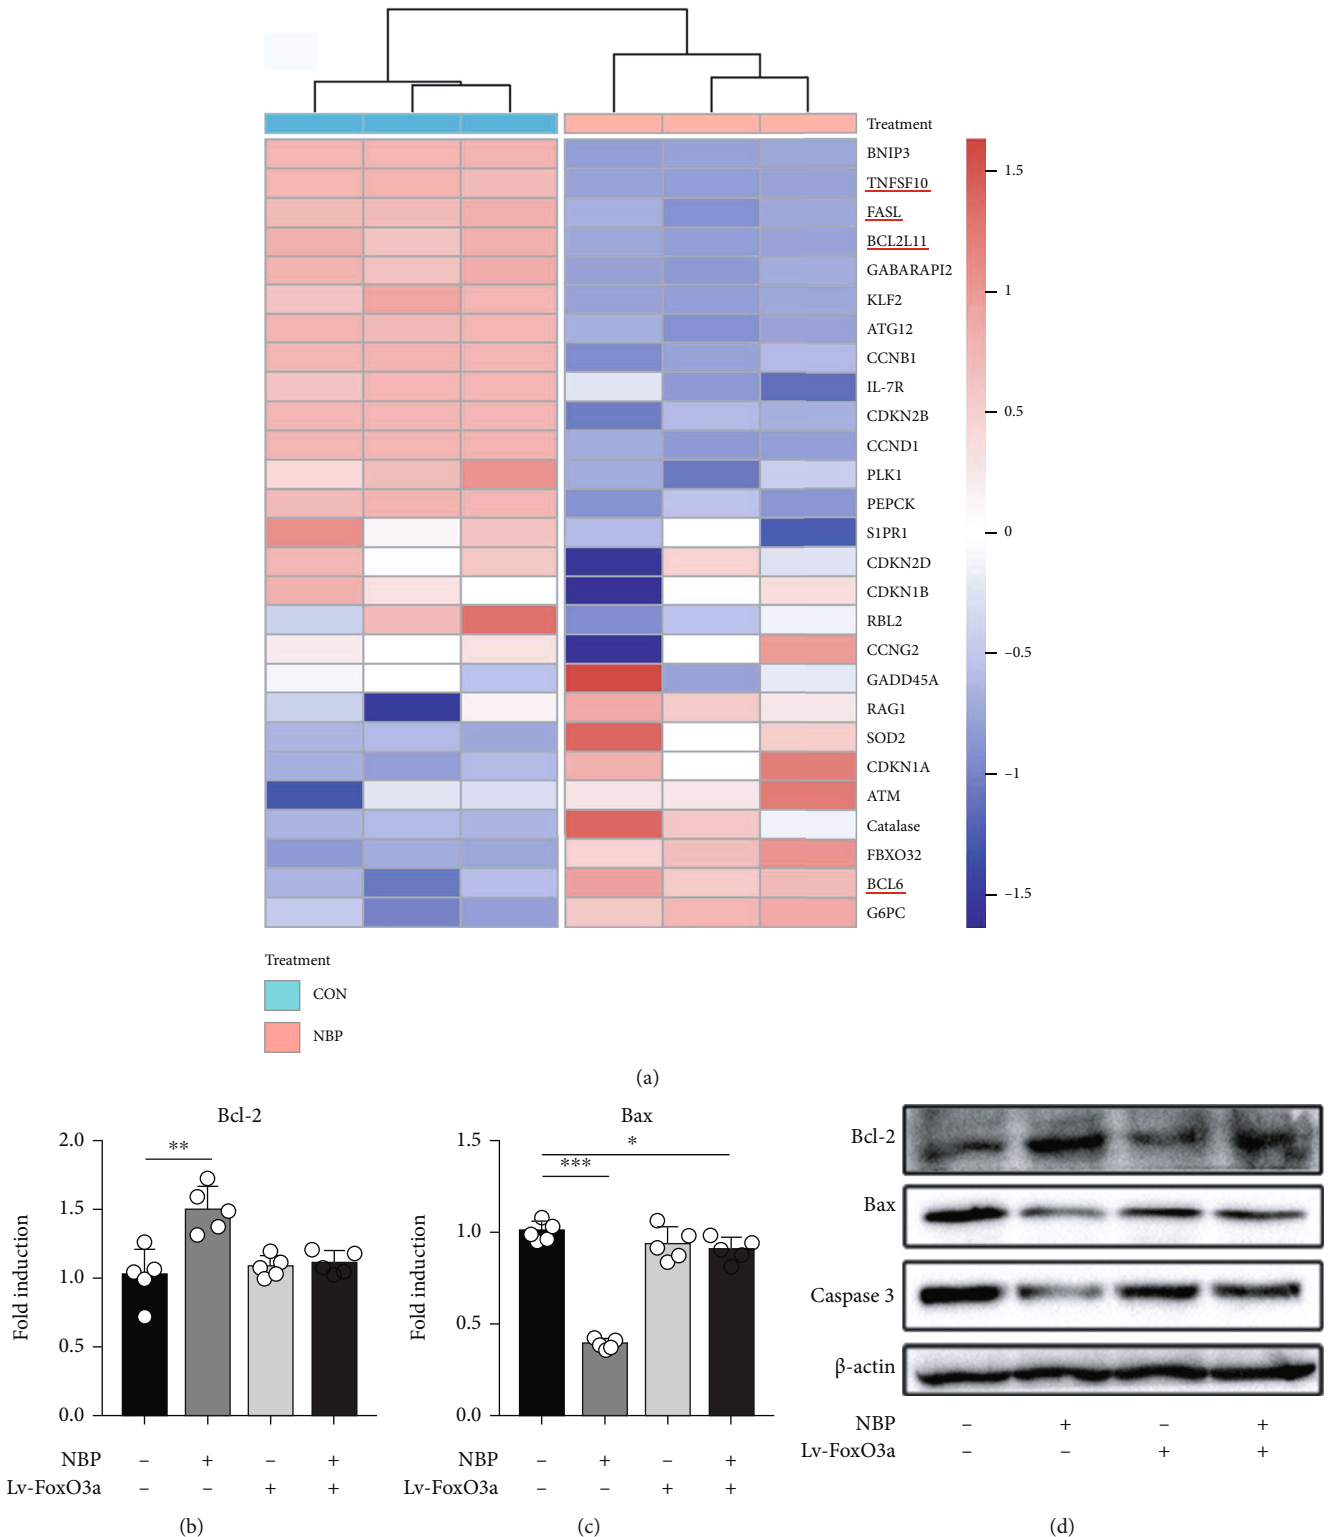 Treatment
BNIP3
TNFSF10
FASL
BCL2L11
GABARAPI2
KLF2
ATG12
CCNB1
IL-7R
CDKN2B
CCND1
PLK1
PEPCK
S1PR1
CDKN2D
CDKN1B
RBL2
CCNG2
GADD45A
RAG1
SOD2
CDKN1A
ATM
Catalase
FBXO32
BCL6
G6PC
1.5
1
0.5
0
–0.5
–1
–1.5
Treatment
CON
NBP
(a)
Bcl-2
Fold induction
2.0
1.5
1.0
0.5
0.0
**
NBP – + – +
Lv-FoxO3a – – + +
(b)
Bax
Fold induction
1.5
1.0
0.5
0.0
*
***
NBP – + – +
Lv-FoxO3a – – + +
(c)
Bcl-2
Bax
Caspase 3
β-actin
NBP – + – +
Lv-FoxO3a – – + +
(d)